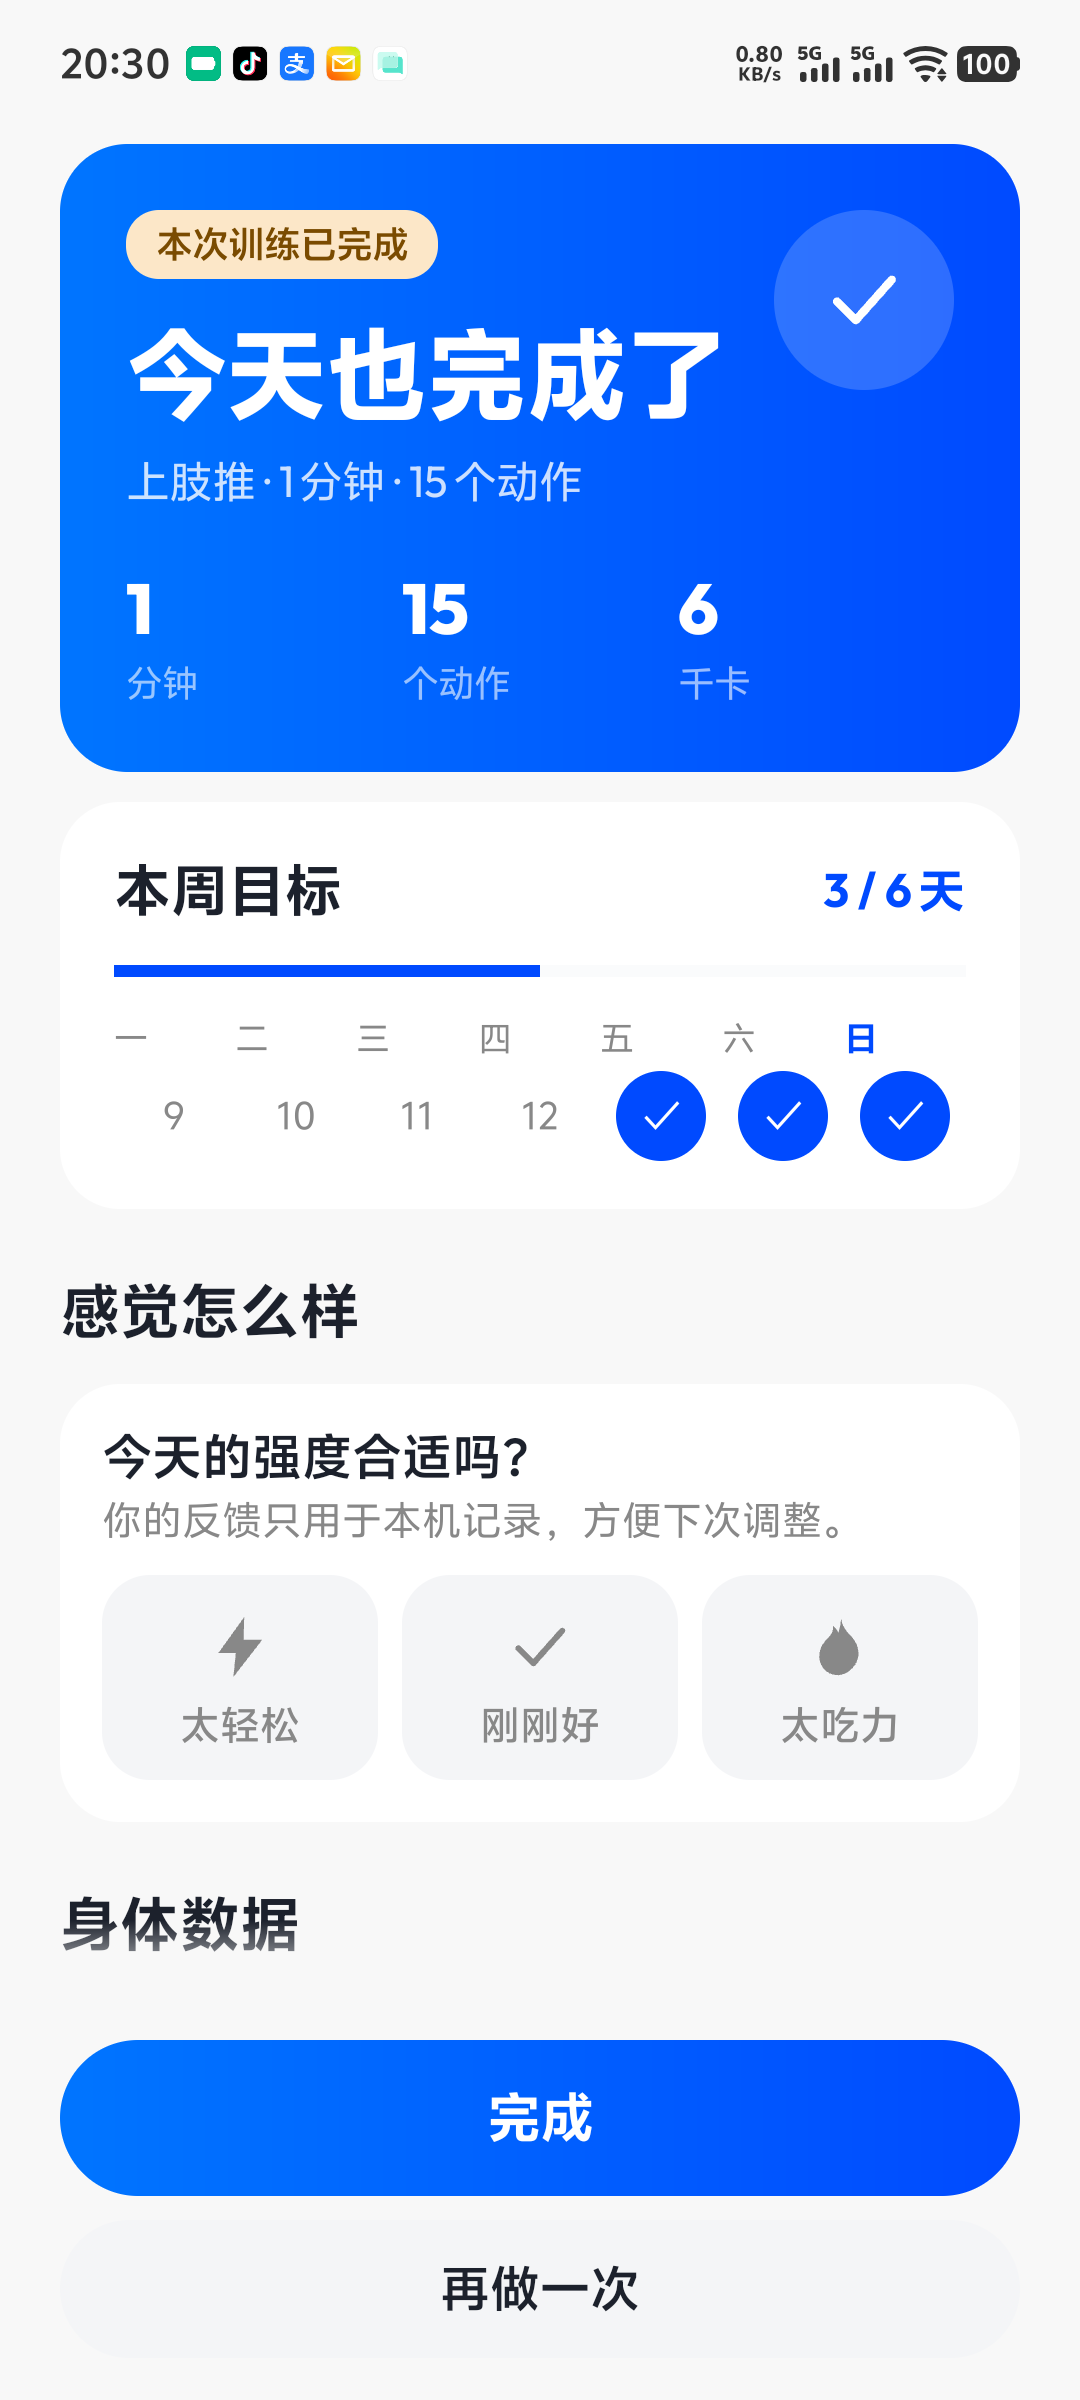 20:30
0.80 KB/s 5G 5G 100
本次训练已完成
今天也完成了
上肢推·1分钟·15个动作
1 15 6
分钟 个动作 千卡
本周目标 3/6天
一 二 三 四 五 六 日
9 10 11 12
感觉怎么样
今天的强度合适吗?
你的反馈只用于本机记录，方便下次调整。
太轻松 刚刚好 太吃力
身体数据
完成
再做一次